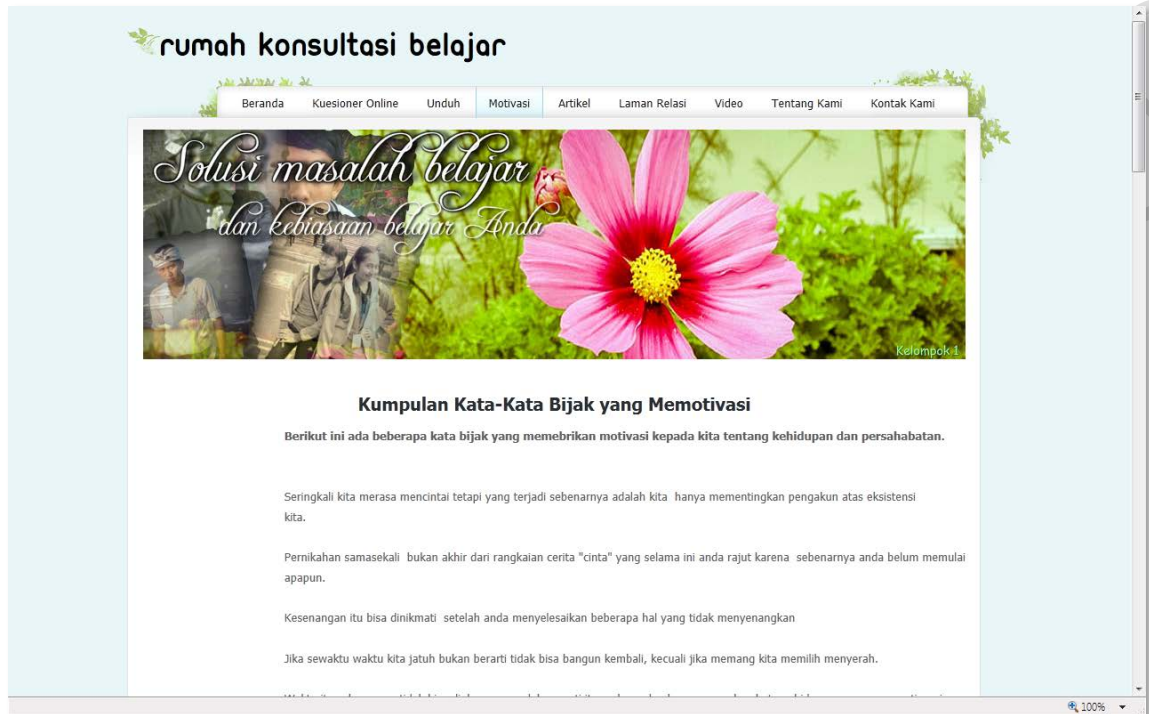 rumah konsultasi belajar
Beranda Kuesioner Online Unduh Motivasi Artikel Laman Relasi Video Tentang Kami Kontak Kami
Solusi masalah belajar
dan kebiasaan belajar Anda
Kelompok 1
Kumpulan Kata-Kata Bijak yang Memotivasi
Berikut ini ada beberapa kata bijak yang memebrikan motivasi kepada kita tentang kehidupan dan persahabatan.
Seringkali kita merasa mencintai tetapi yang terjadi sebenarnya adalah kita hanya mementingkan pengakun atas eksistensi
kita.
Pernikahan samasekali bukan akhir dari rangkaian cerita "cinta" yang selama ini anda rajut karena sebenarnya anda belum memulai
apapun.
Kesenangan itu bisa dinikmati setelah anda menyelesaikan beberapa hal yang tidak menyenangkan
Jika sewaktu waktu kita jatuh bukan berarti tidak bisa bangun kembali, kecuali jika memang kita memilih menyerah.
100%